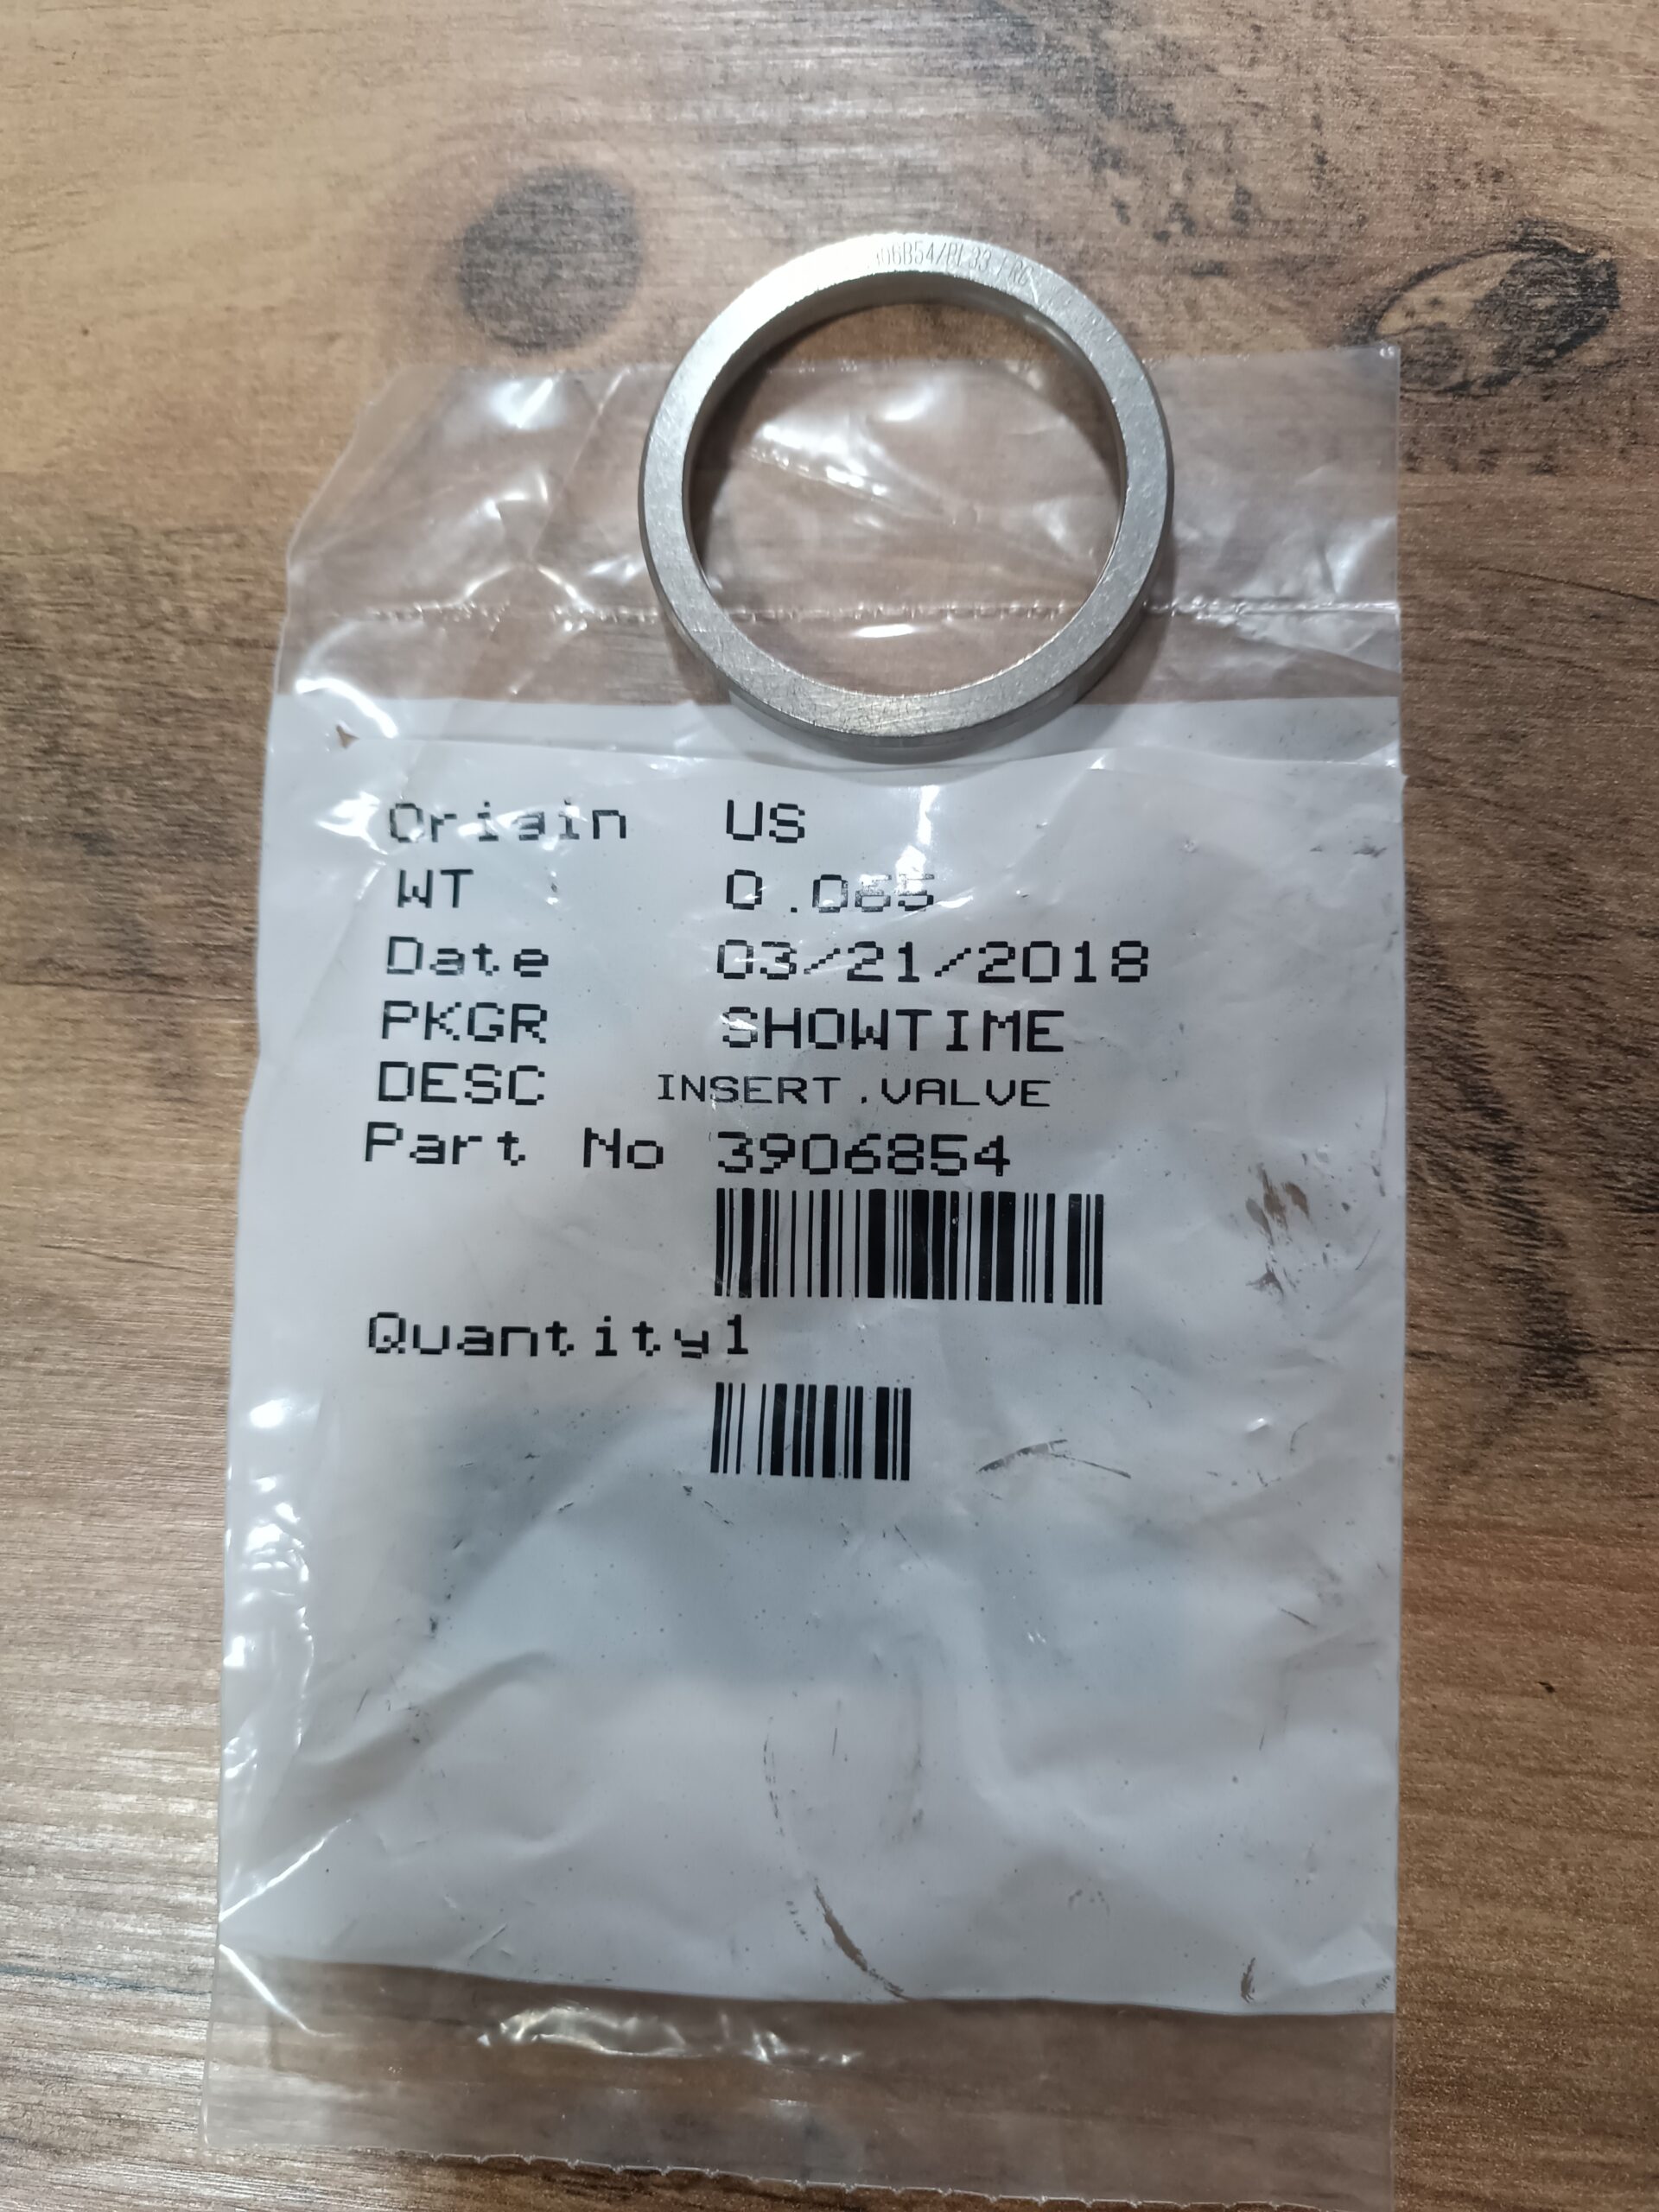 Origin US
WT 0.065
Date 03/21/2018
PKGR SHOWTIME
DESC INSERT.VALVE
Part No 3906854
Quantity1